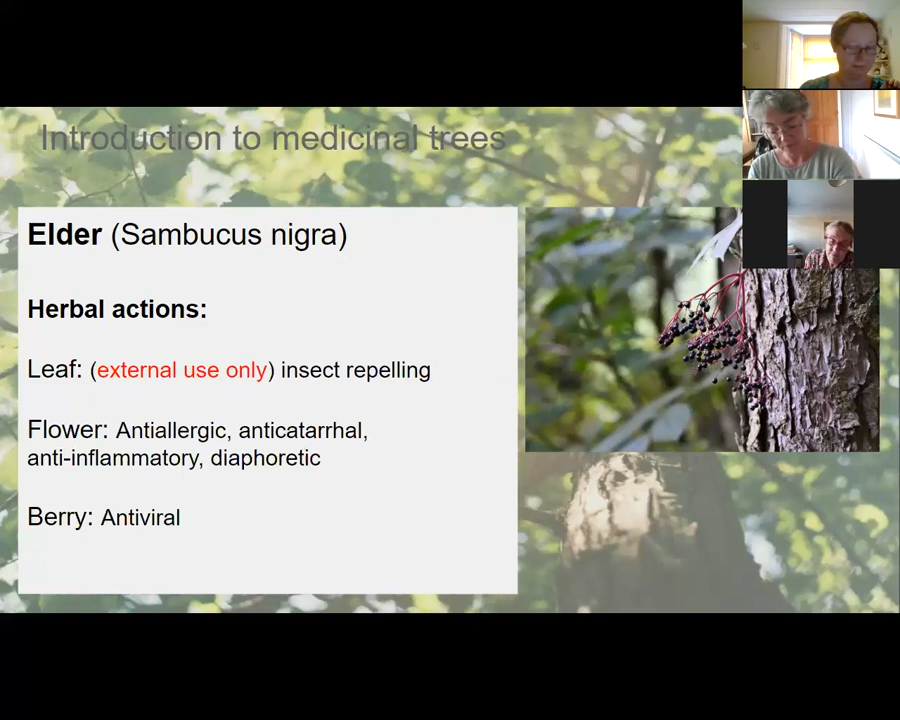 Introduction to medicinal trees
Elder (Sambucus nigra)
Herbal actions:
Leaf: (external use only) insect repelling
Flower: Antiallergic, anticatarrhal,
anti-inflammatory, diaphoretic
Berry: Antiviral